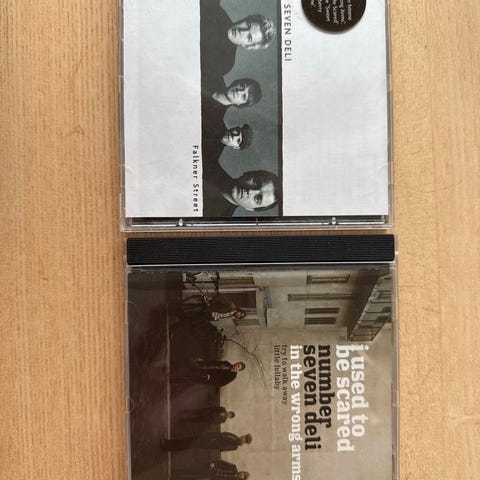 SEVEN DELI
Falkner Street
i used to
be scared
number
seven deli
in the wrong arms
try to walk away
little lullaby